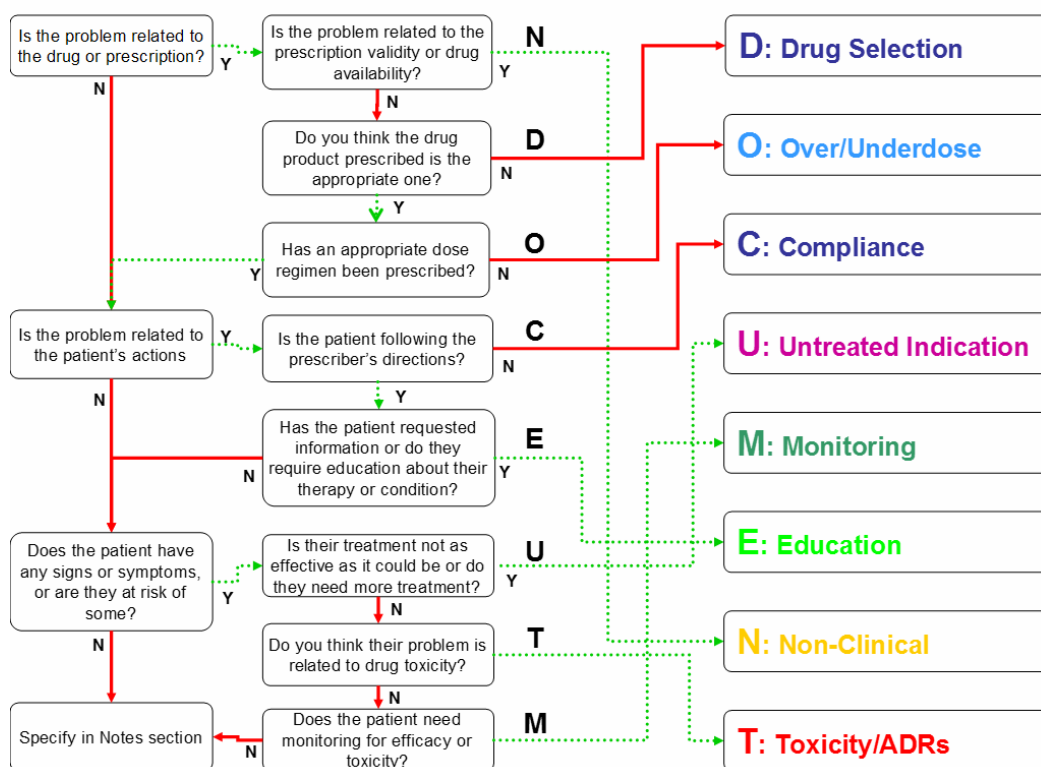 Is the problem related to
the drug or prescription?
Y
N
Is the problem related to the
prescription validity or drug
availability?
N
Y
N
D: Drug Selection
Do you think the drug
product prescribed is the
appropriate one?
D
N
Y
O: Over/Underdose
Has an appropriate dose
regimen been prescribed?
Y
O
N
C: Compliance
Is the problem related to
the patient's actions
Y
N
Is the patient following the
prescriber's directions?
C
N
Y
U: Untreated Indication
Has the patient requested
information or do they
require education about their
therapy or condition?
N
E
Y
M: Monitoring
Does the patient have
any signs or symptoms,
or are they at risk of
some?
Y
N
Is their treatment not as
effective as it could be or do
they need more treatment?
U
Y
N
E: Education
Do you think their problem is
related to drug toxicity?
T
N
N: Non-Clinical
Specify in Notes section
Does the patient need
monitoring for efficacy or
toxicity?
N
M
T: Toxicity/ADRs